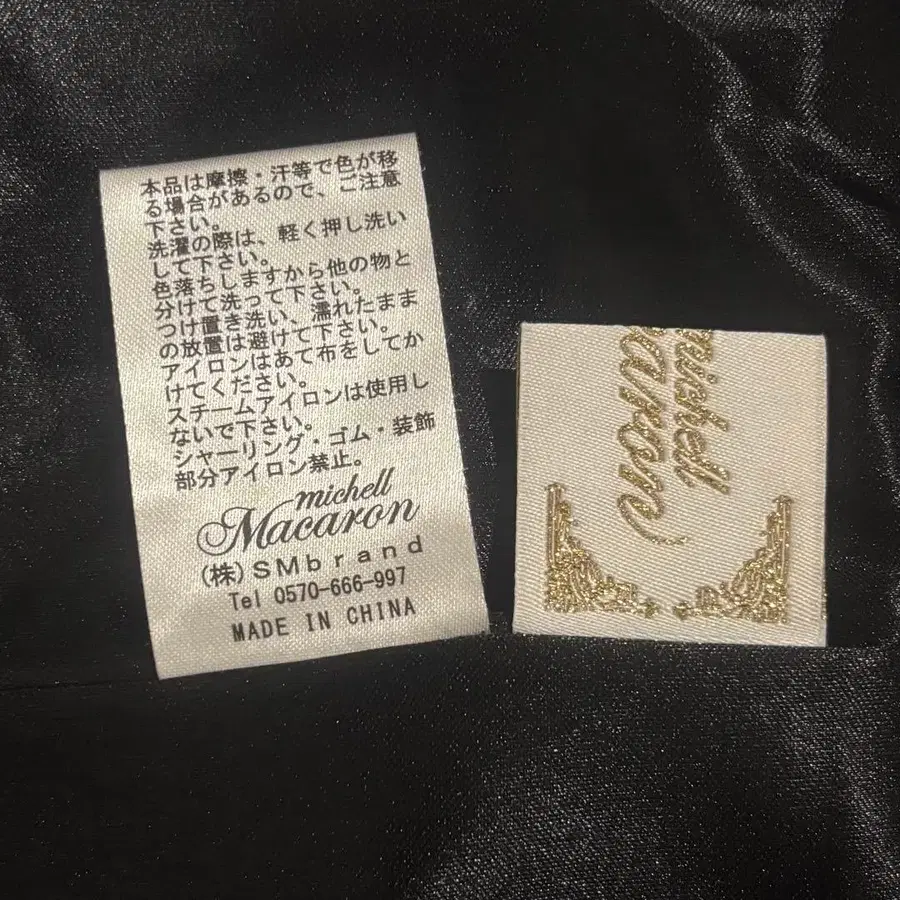 本品は摩擦・汗等で色が移
る場合があるので、ご注意
下さい。
洗濯の際は、軽く押し洗い
して下さい。
色落ちしますから他の物と
分けて洗って下さい。
つけ置き洗い、濡れたまま
の放置は避けて下さい。
アイロンはあて布をしてか
けてください。
スチームアイロンは使用し
ないで下さい。
シャーリング・ゴム・装飾
部分アイロン禁止。
michell
Macaron
(株)SMbrand
Tel 0570-666-997
MADE IN CHINA
michell
caron